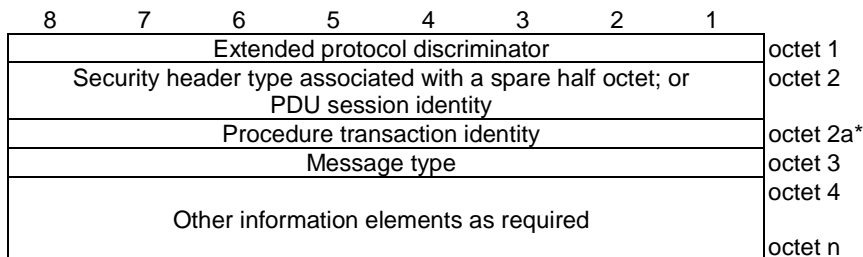 8 7 6 5 4 3 2 1
Extended protocol discriminator octet 1
Security header type associated with a spare half octet; or octet 2
PDU session identity
Procedure transaction identity octet 2a*
Message type octet 3
octet 4
Other information elements as required
octet n